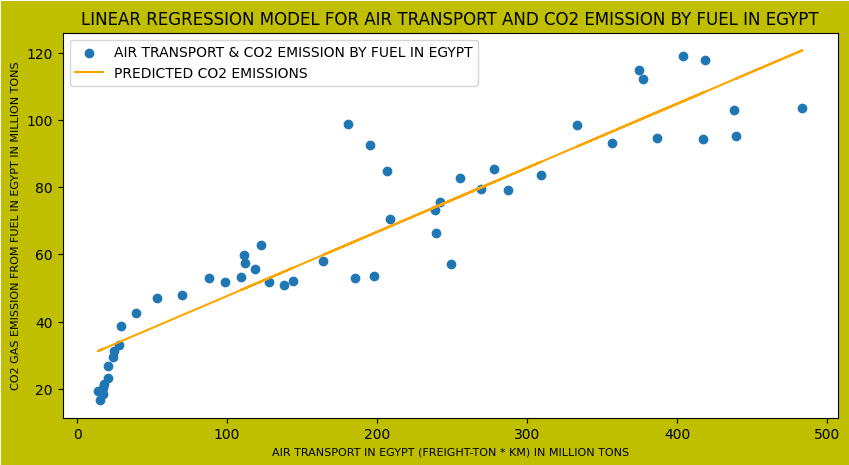 LINEAR REGRESSION MODEL FOR AIR TRANSPORT AND CO2 EMISSION BY FUEL IN EGYPT
AIR TRANSPORT & CO2 EMISSION BY FUEL IN EGYPT
PREDICTED CO2 EMISSIONS
CO2 GAS EMISSION FROM FUEL IN EGYPT IN MILLION TONS
120
100
80
60
40
20
0 100 200 300 400 500
AIR TRANSPORT IN EGYPT (FREIGHT-TON * KM) IN MILLION TONS